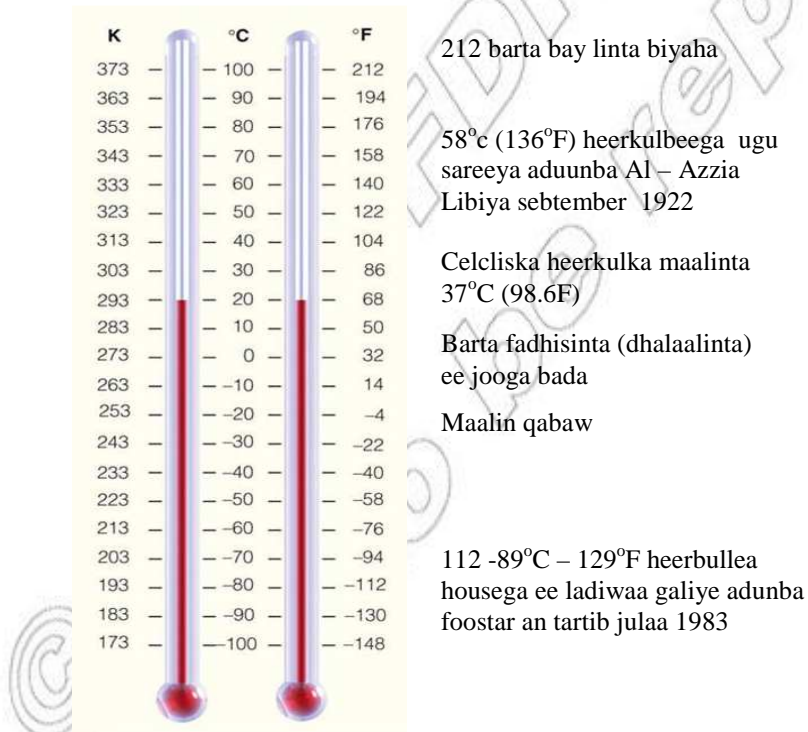 K °C °F
373 100 212
363 90 194
353 80 176
343 70 158
333 60 140
323 50 122
313 40 104
303 30 86
293 20 68
283 10 50
273 0 32
263 –10 14
253 –20 –4
243 –30 –22
233 –40 –40
223 –50 –58
213 –60 –76
203 –70 –94
193 –80 –112
183 –90 –130
173 –100 –148
212 barta bay linta biyaha
58°c (136°F) heerkulbeega ugu
sareeya aduunba Al – Azzia
Libiya sebtember 1922
Celcliska heerkulka maalinta
37°C (98.6F)
Barta fadhisinta (dhalaalinta)
ee jooga bada
Maalin qabaw
112 -89°C – 129°F heerbullea
housega ee ladiwaa galiye adunba
foostar an tartib julaa 1983
be rep